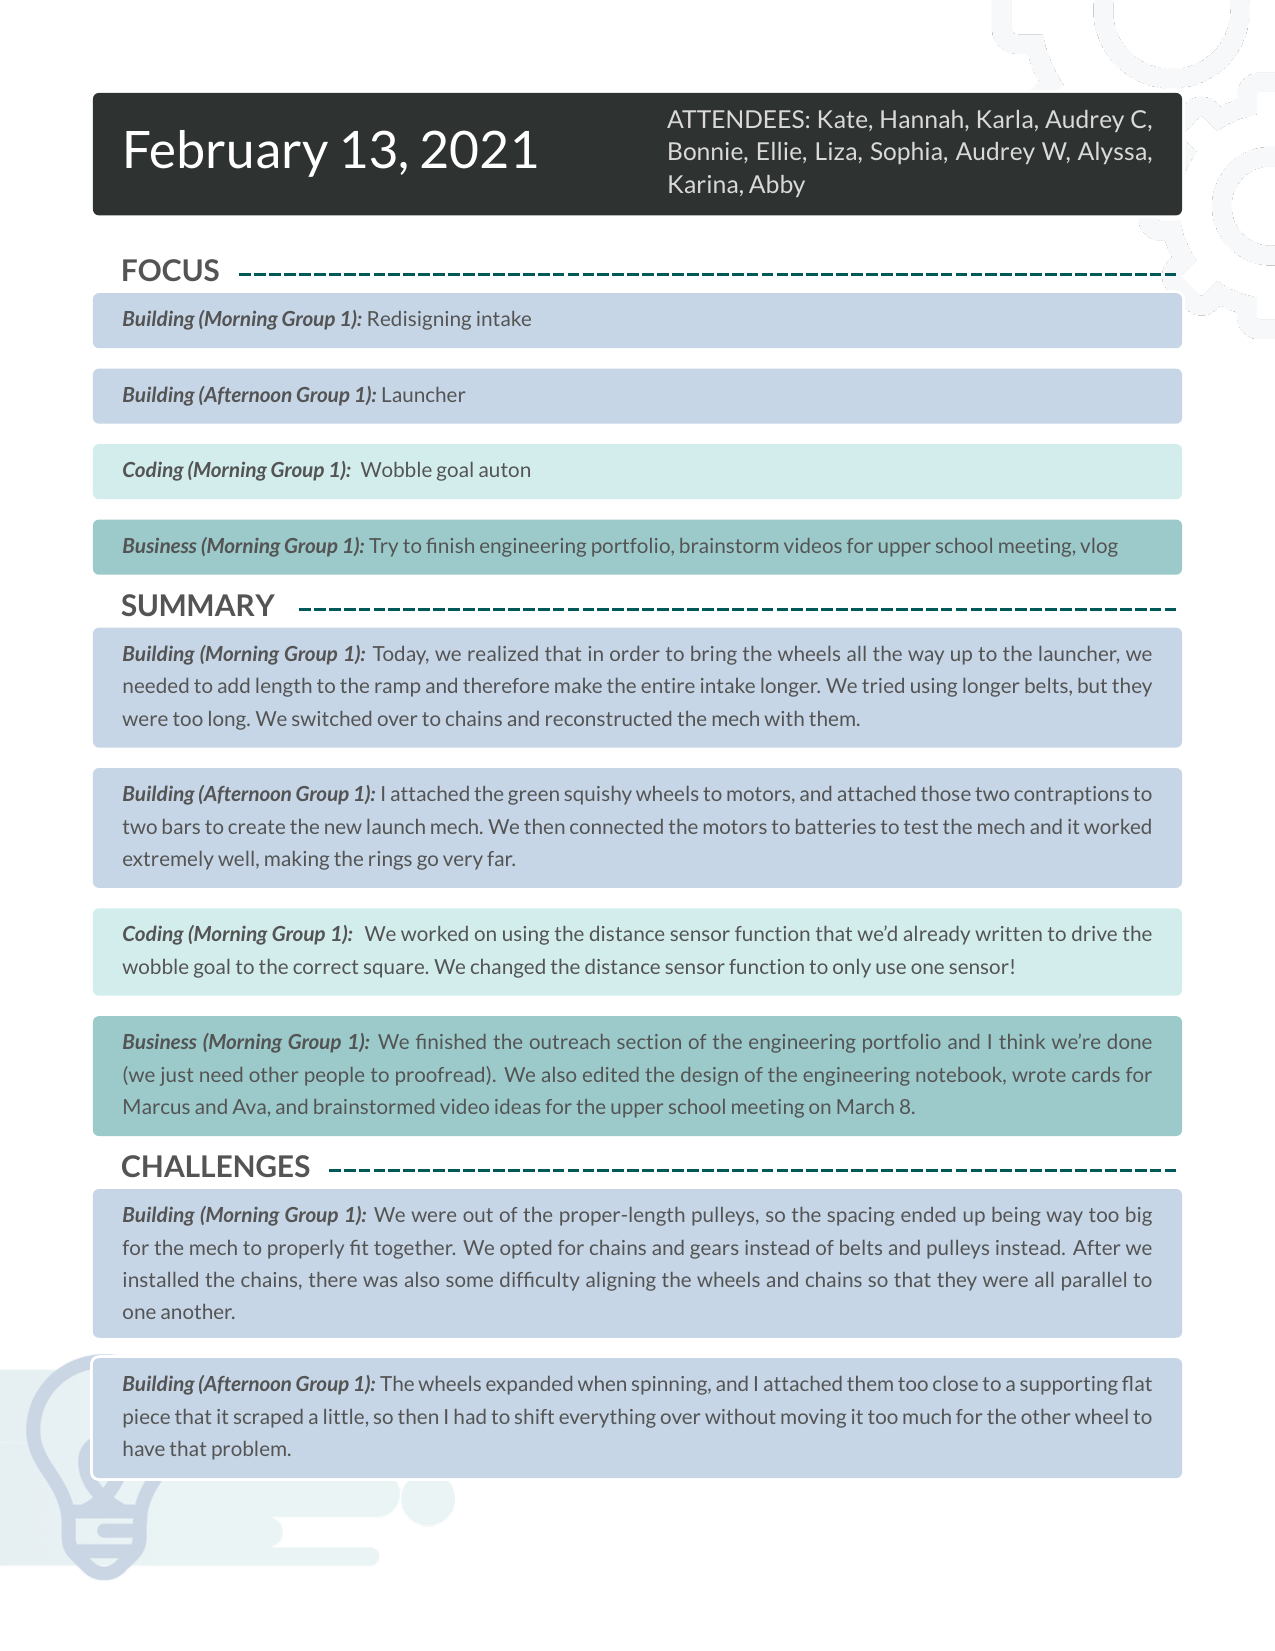 February 13, 2021
ATTENDEES: Kate, Hannah, Karla, Audrey C,
Bonnie, Ellie, Liza, Sophia, Audrey W, Alyssa,
Karina, Abby
FOCUS
Building (Morning Group 1): Redisigning intake
Building (Afternoon Group 1): Launcher
Coding (Morning Group 1): Wobble goal auton
Business (Morning Group 1): Try to finish engineering portfolio, brainstorm videos for upper school meeting, vlog
SUMMARY
Building (Morning Group 1): Today, we realized that in order to bring the wheels all the way up to the launcher, we
needed to add length to the ramp and therefore make the entire intake longer. We tried using longer belts, but they
were too long. We switched over to chains and reconstructed the mech with them.
Building (Afternoon Group 1): I attached the green squishy wheels to motors, and attached those two contraptions to
two bars to create the new launch mech. We then connected the motors to batteries to test the mech and it worked
extremely well, making the rings go very far.
Coding (Morning Group 1): We worked on using the distance sensor function that we’d already written to drive the
wobble goal to the correct square. We changed the distance sensor function to only use one sensor!
Business (Morning Group 1): We finished the outreach section of the engineering portfolio and I think we’re done
(we just need other people to proofread). We also edited the design of the engineering notebook, wrote cards for
Marcus and Ava, and brainstormed video ideas for the upper school meeting on March 8.
CHALLENGES
Building (Morning Group 1): We were out of the proper-length pulleys, so the spacing ended up being way too big
for the mech to properly fit together. We opted for chains and gears instead of belts and pulleys instead. After we
installed the chains, there was also some difficulty aligning the wheels and chains so that they were all parallel to
one another.
Building (Afternoon Group 1): The wheels expanded when spinning, and I attached them too close to a supporting flat
piece that it scraped a little, so then I had to shift everything over without moving it too much for the other wheel to
have that problem.